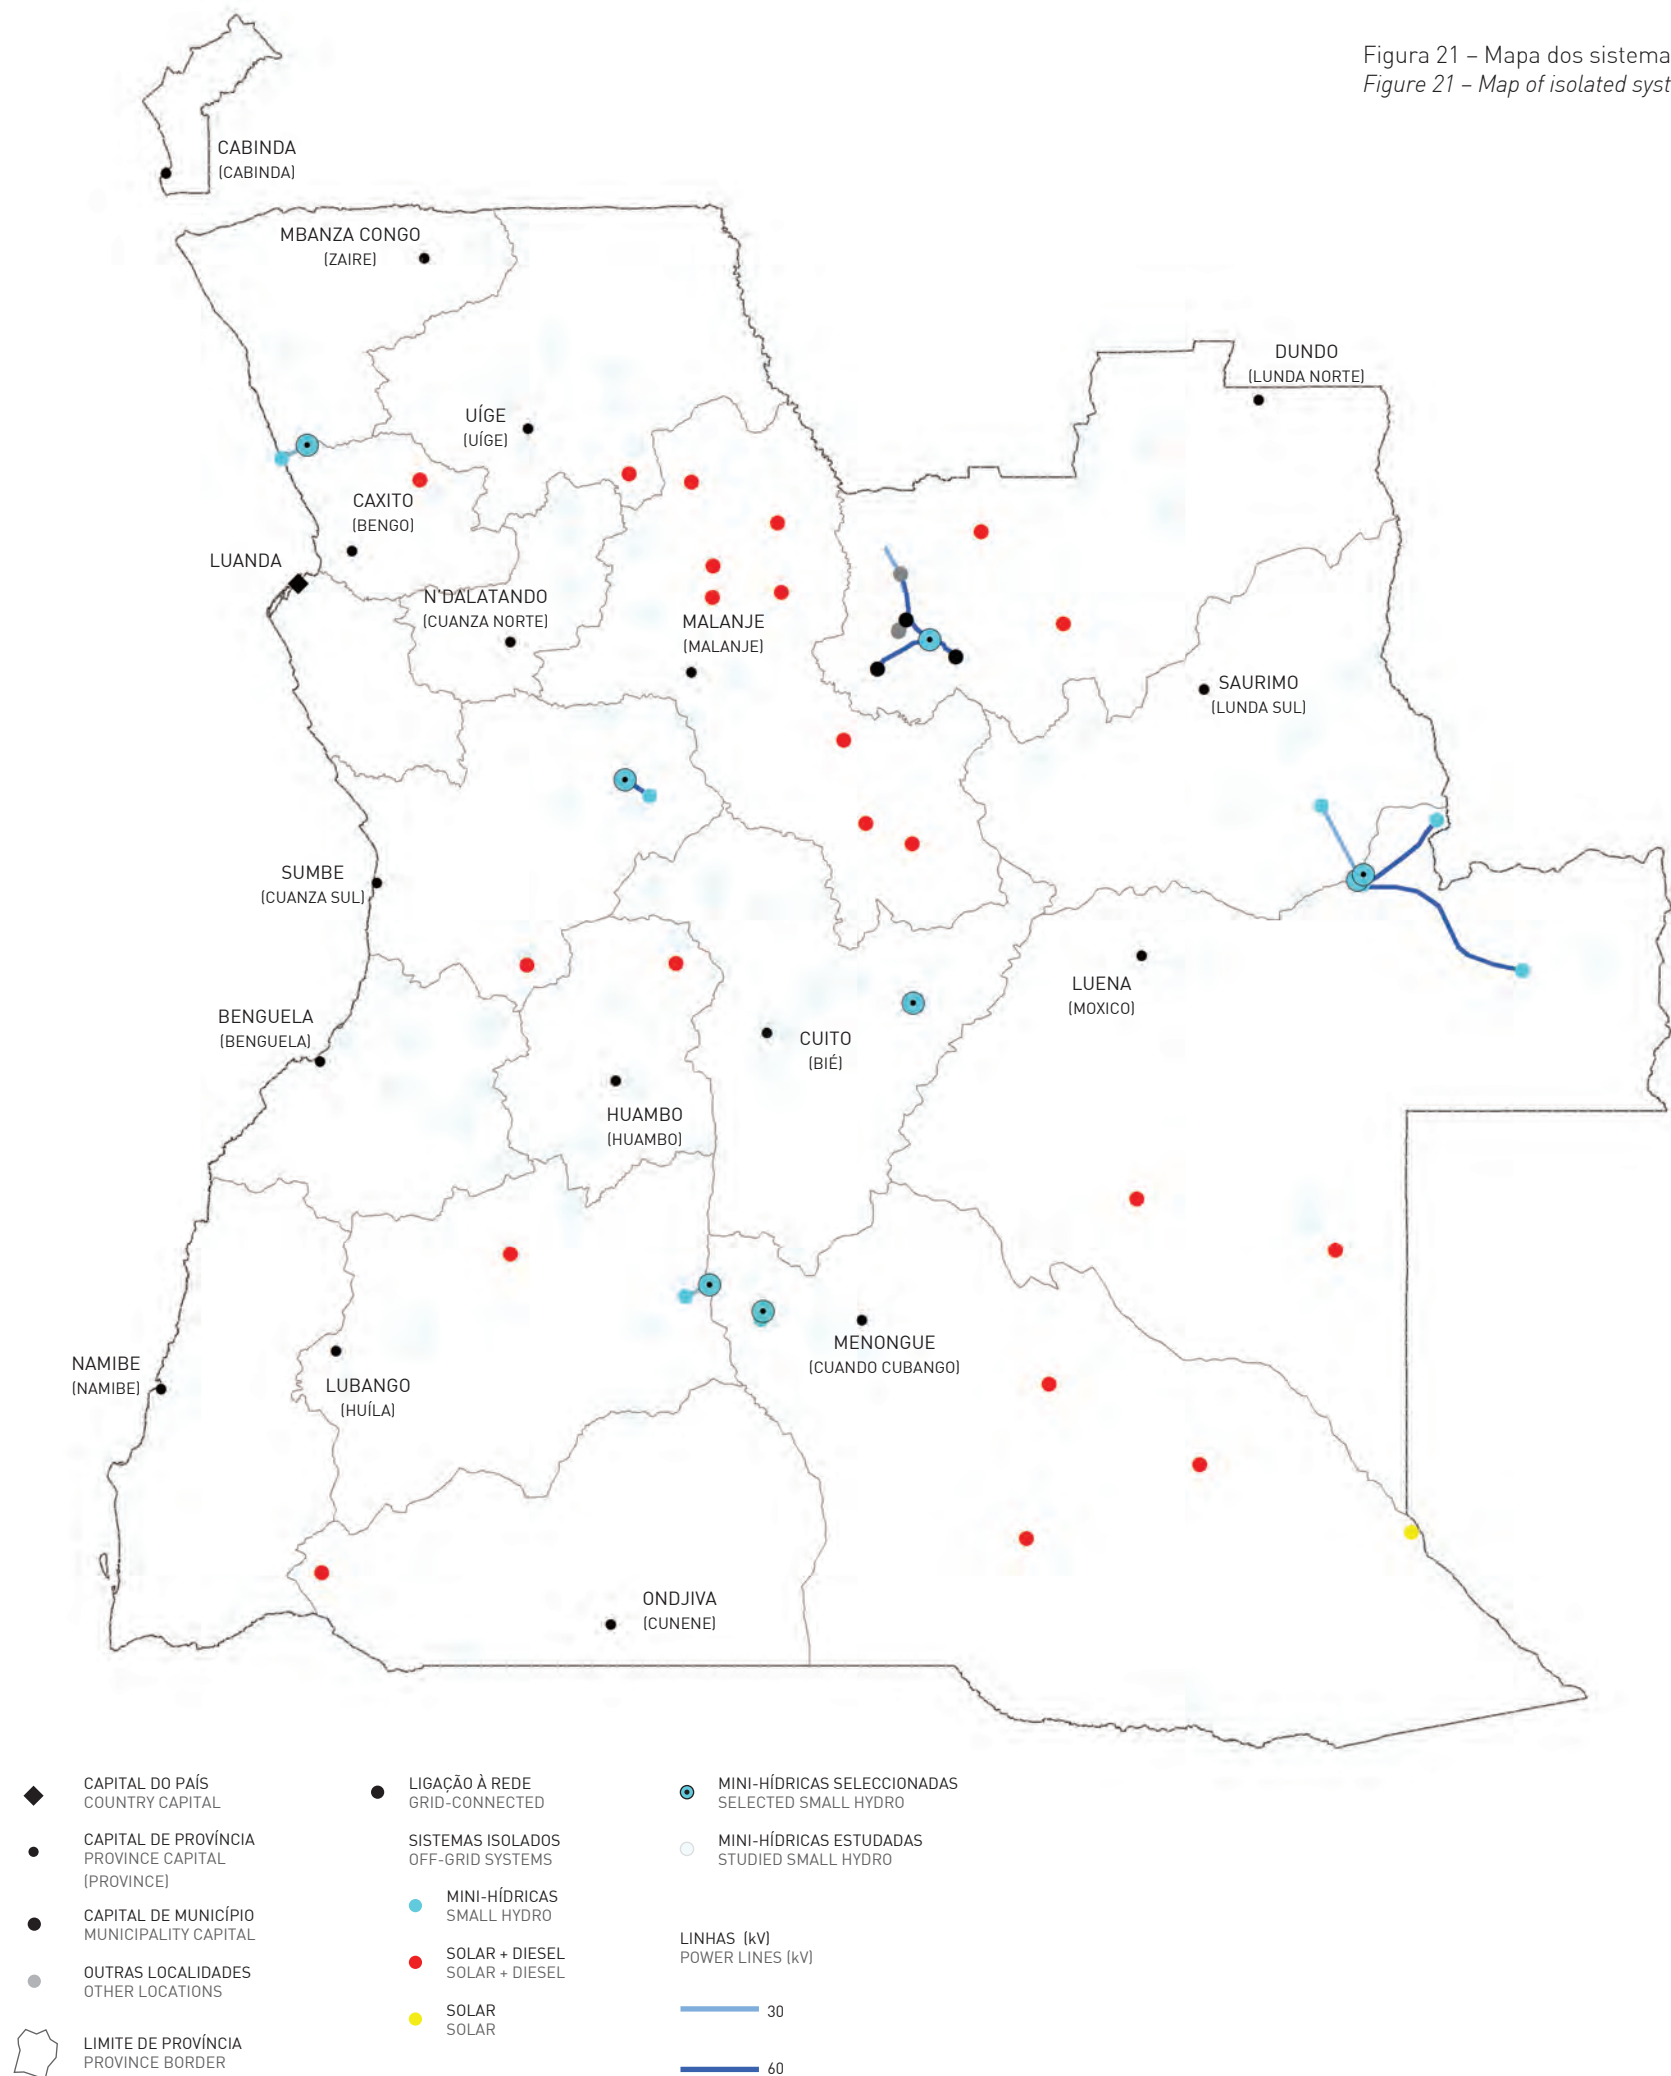 Figura 21 – Mapa dos sistema
Figure 21 – Map of isolated syst
CABINDA
(CABINDA)
MBANZA CONGO
(ZAIRE)
DUNDO
(LUNDA NORTE)
UÍGE
(UÍGE)
CAXITO
(BENGO)
LUANDA
N'DALATANDO
(CUANZA NORTE)
MALANJE
(MALANJE)
SAURIMO
(LUNDA SUL)
SUMBE
(CUANZA SUL)
LUENA
(MOXICO)
BENGUELA
(BENGUELA)
CUITO
(BIÉ)
HUAMBO
(HUAMBO)
MENONGUE
(CUANDO CUBANGO)
NAMIBE
(NAMIBE)
LUBANGO
(HUÍLA)
ONDJIVA
(CUNENE)
CAPITAL DO PAÍS
COUNTRY CAPITAL
CAPITAL DE PROVÍNCIA
PROVINCE CAPITAL
(PROVINCE)
CAPITAL DE MUNICÍPIO
MUNICIPALITY CAPITAL
OUTRAS LOCALIDADES
OTHER LOCATIONS
LIMITE DE PROVÍNCIA
PROVINCE BORDER
LIGAÇÃO À REDE
GRID-CONNECTED
SISTEMAS ISOLADOS
OFF-GRID SYSTEMS
MINI-HÍDRICAS
SMALL HYDRO
SOLAR + DIESEL
SOLAR + DIESEL
SOLAR
SOLAR
MINI-HÍDRICAS SELECCIONADAS
SELECTED SMALL HYDRO
MINI-HÍDRICAS ESTUDADAS
STUDIED SMALL HYDRO
LINHAS (kV)
POWER LINES (kV)
30
60